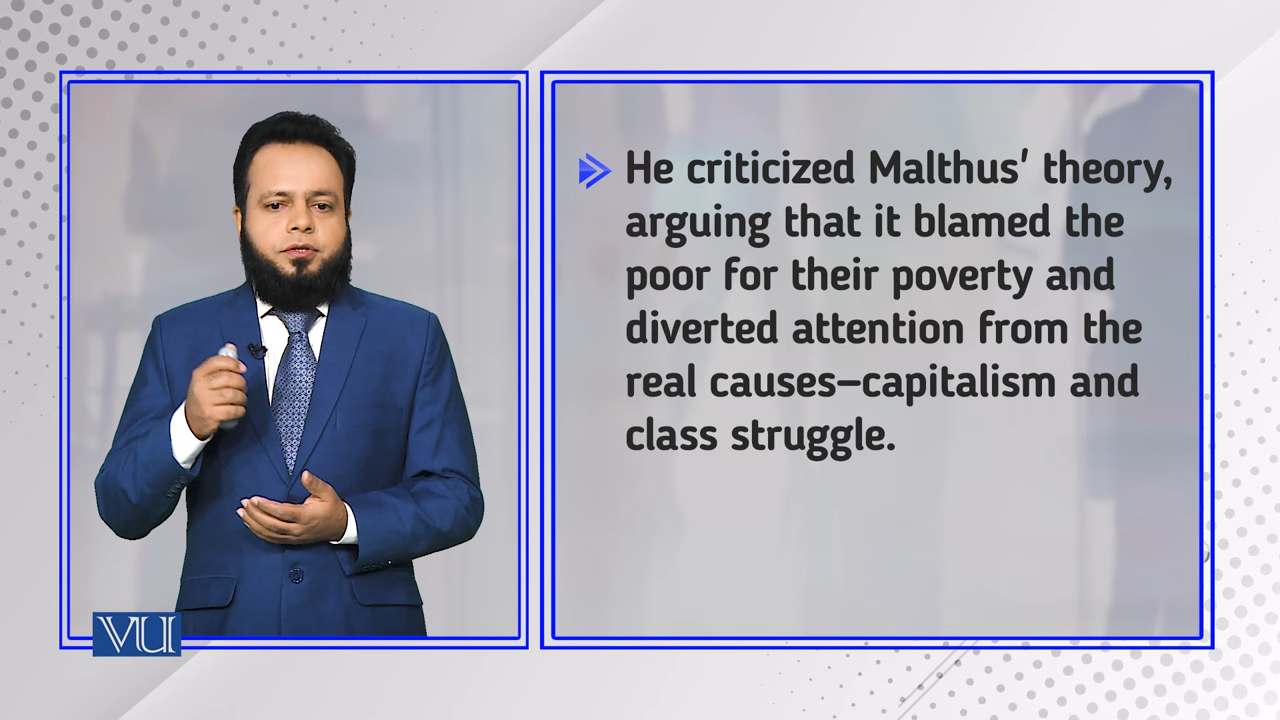 He criticized Malthus' theory,
arguing that it blamed the
poor for their poverty and
diverted attention from the
real causes–capitalism and
class struggle.
VU